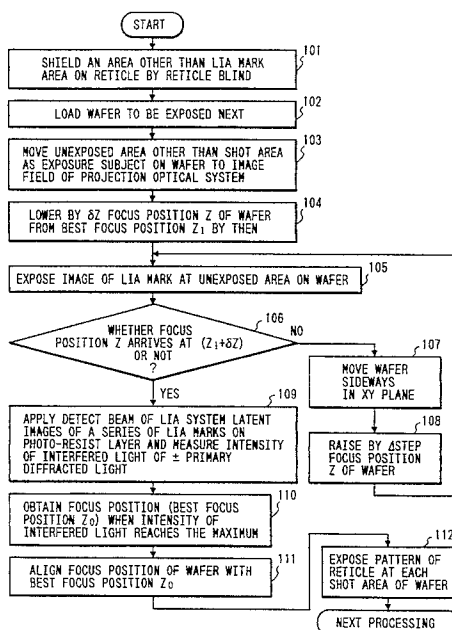 START
101
SHIELD AN AREA OTHER THAN LIA MARK
AREA ON RETICLE BY RETICLE BLIND
102
LOAD WAFER TO BE EXPOSED NEXT
103
MOVE UNEXPOSED AREA OTHER THAN SHOT AREA
AS EXPOSURE SUBJECT ON WAFER TO IMAGE
FIELD OF PROJECTION OPTICAL SYSTEM
104
LOWER BY δZ FOCUS POSITION Z OF WAFER
FROM BEST FOCUS POSITION Z₁ BY THEN
105
EXPOSE IMAGE OF LIA MARK AT UNEXPOSED AREA ON WAFER
106
WHETHER FOCUS
POSITION Z ARRIVES AT (Z₁+δZ)
OR NOT
?
NO
YES
107
MOVE WAFER
SIDEWAYS
IN XY PLANE
108
RAISE BY ΔSTEP
FOCUS POSITION
Z OF WAFER
109
APPLY DETECT BEAM OF LIA SYSTEM LATENT
IMAGES OF A SERIES OF LIA MARKS ON
PHOTO-RESIST LAYER AND MEASURE INTENSITY
OF INTERFERED LIGHT OF ± PRIMARY
DIFFRACTED LIGHT
110
OBTAIN FOCUS POSITION (BEST FOCUS
POSITION Z₀) WHEN INTENSITY OF
INTERFERED LIGHT REACHES THE MAXIMUM
111
ALIGN FOCUS POSITION OF WAFER WITH
BEST FOCUS POSITION Z₀
112
EXPOSE PATTERN OF
RETICLE AT EACH
SHOT AREA OF WAFER
NEXT PROCESSING